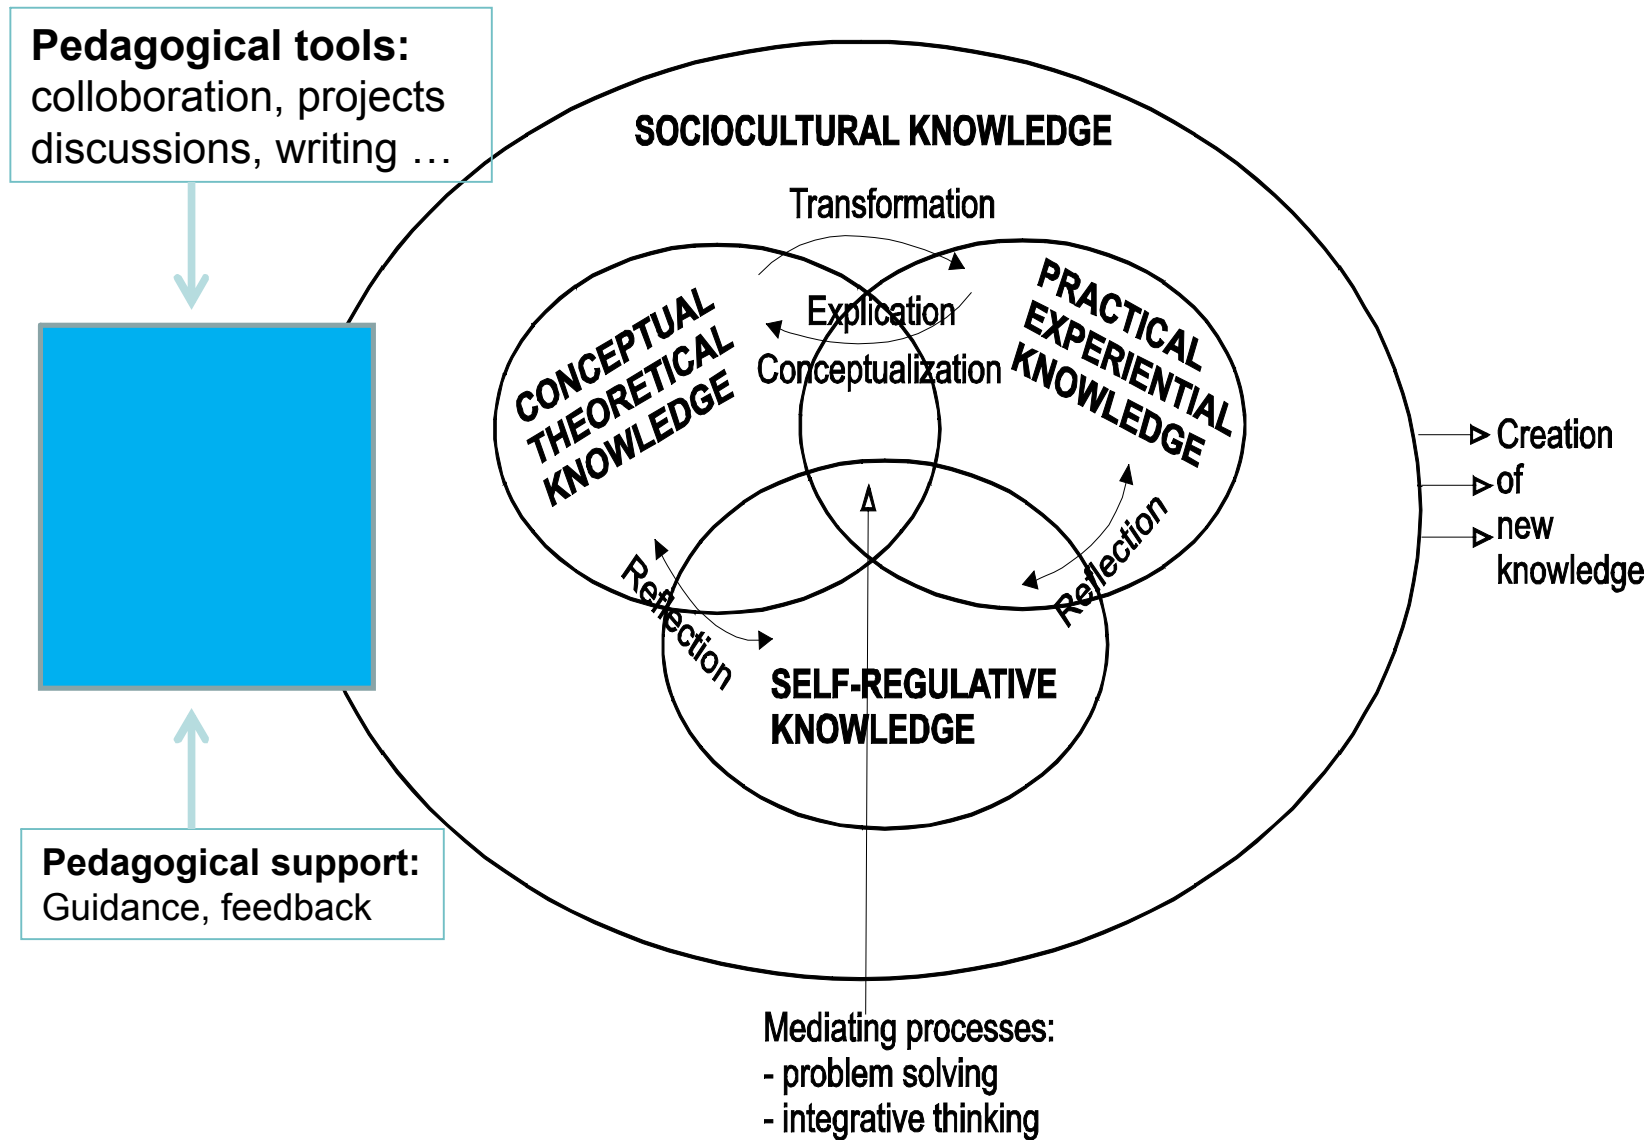 Pedagogical tools:
colloboration, projects
discussions, writing …
SOCIOCULTURAL KNOWLEDGE
Transformation
Explication
Conceptualization
CONCEPTUAL
THEORETICAL
KNOWLEDGE
PRACTICAL
EXPERIENTIAL
KNOWLEDGE
Reflection
Reflection
SELF-REGULATIVE
KNOWLEDGE
Creation
of
new
knowledge
Pedagogical support:
Guidance, feedback
Mediating processes:
- problem solving
- integrative thinking